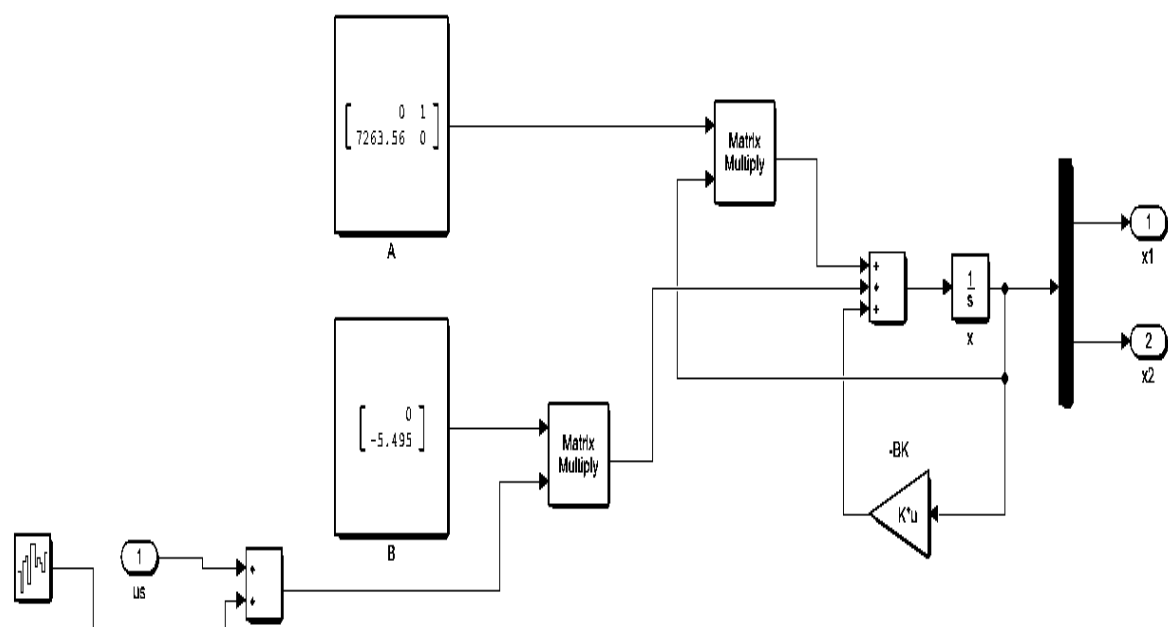 0 1
7263.56 0
A
Matrix
Multiply
+
+
+
1
s
x
1
x1
2
x2
0
-5.495
B
Matrix
Multiply
-BK
K*u
1
us
+
+